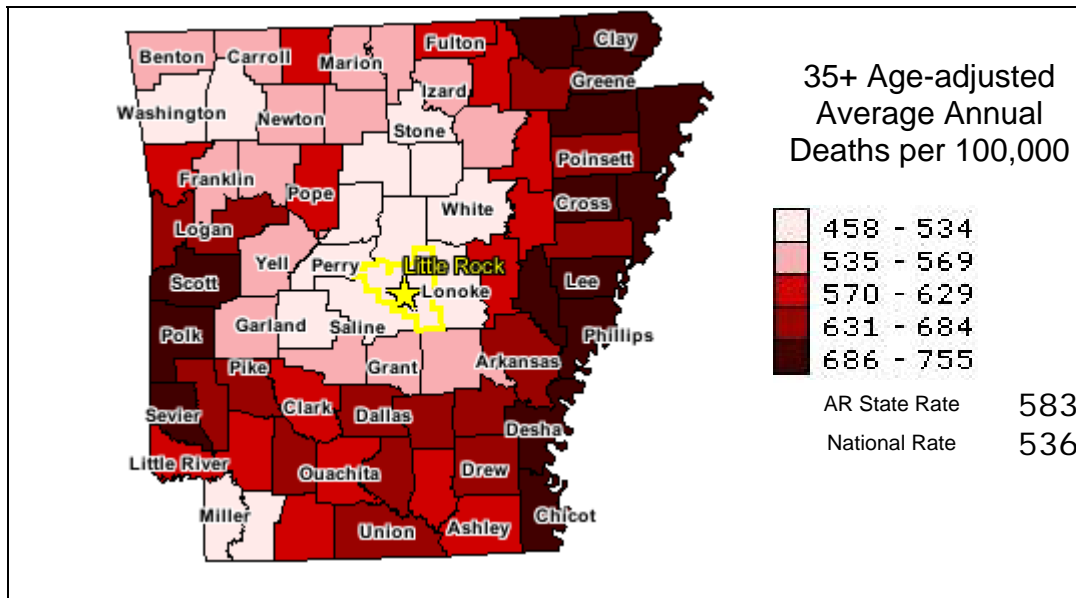 Benton
Carroll
Marion
Fulton
Clay
Washington
Newton
Izard
Greene
Stone
Franklin
Pope
Poinsett
White
Cross
Logan
Yell
Perry
Little Rock
Scott
Lonoke
Lee
Polk
Garland
Saline
Phillips
Pike
Grant
Arkansas
Sevier
Clark
Dallas
Desha
Little River
Ouachita
Drew
Miller
Union
Ashley
Chicot
35+ Age-adjusted
Average Annual
Deaths per 100,000
458 - 534
535 - 569
570 - 629
631 - 684
686 - 755
AR State Rate 583
National Rate 536